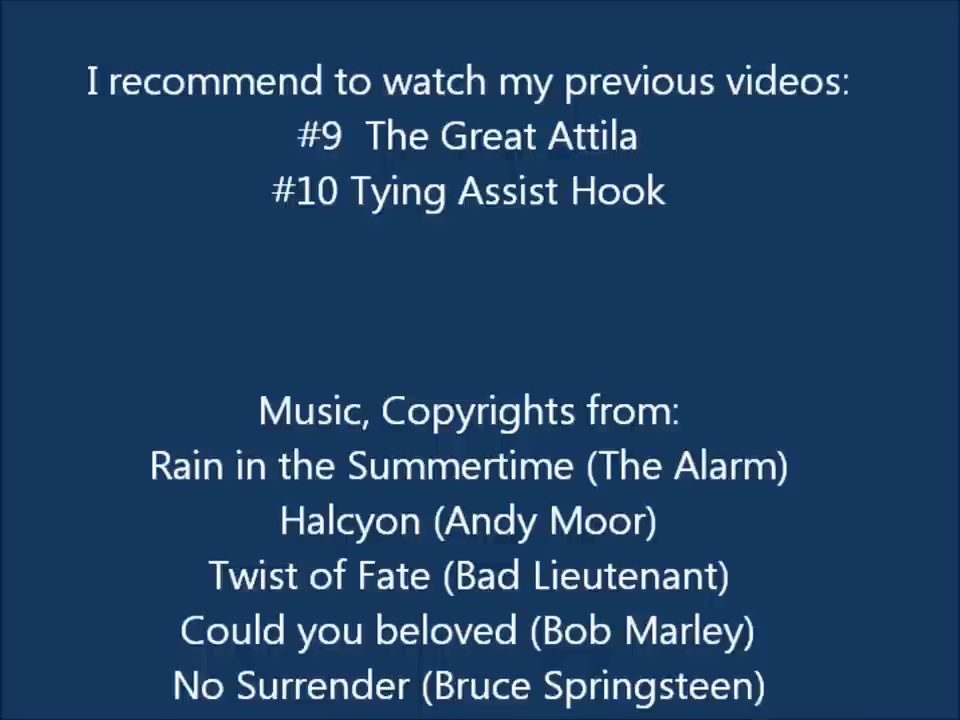 I recommend to watch my previous videos:
#9 The Great Attila
#10 Tying Assist Hook
Music, Copyrights from:
Rain in the Summertime (The Alarm)
Halcyon (Andy Moor)
Twist of Fate (Bad Lieutenant)
Could you beloved (Bob Marley)
No Surrender (Bruce Springsteen)